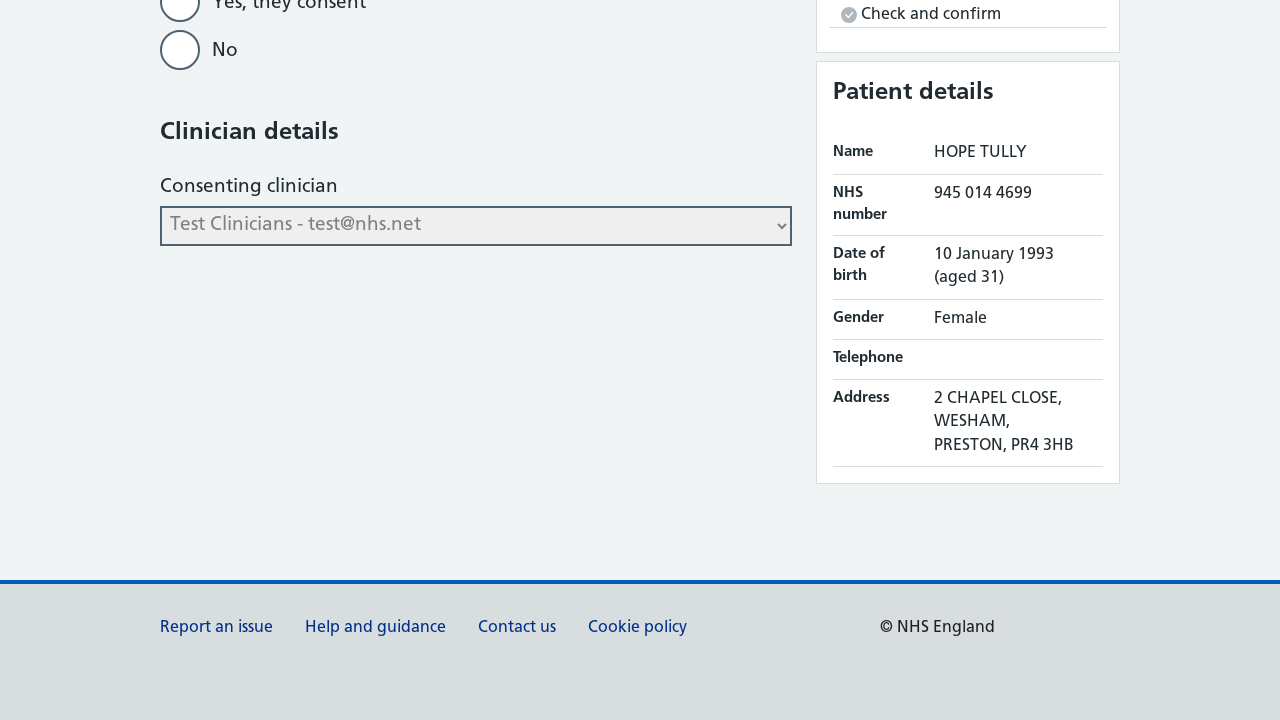 Yes, they consent
No
Clinician details
Consenting clinician
Test Clinicians - test@nhs.net
Check and confirm
Patient details
Name HOPE TULLY
NHS number 945 014 4699
Date of birth 10 January 1993 (aged 31)
Gender Female
Telephone
Address 2 CHAPEL CLOSE,
WESHAM,
PRESTON, PR4 3HB
Report an issue Help and guidance Contact us Cookie policy © NHS England